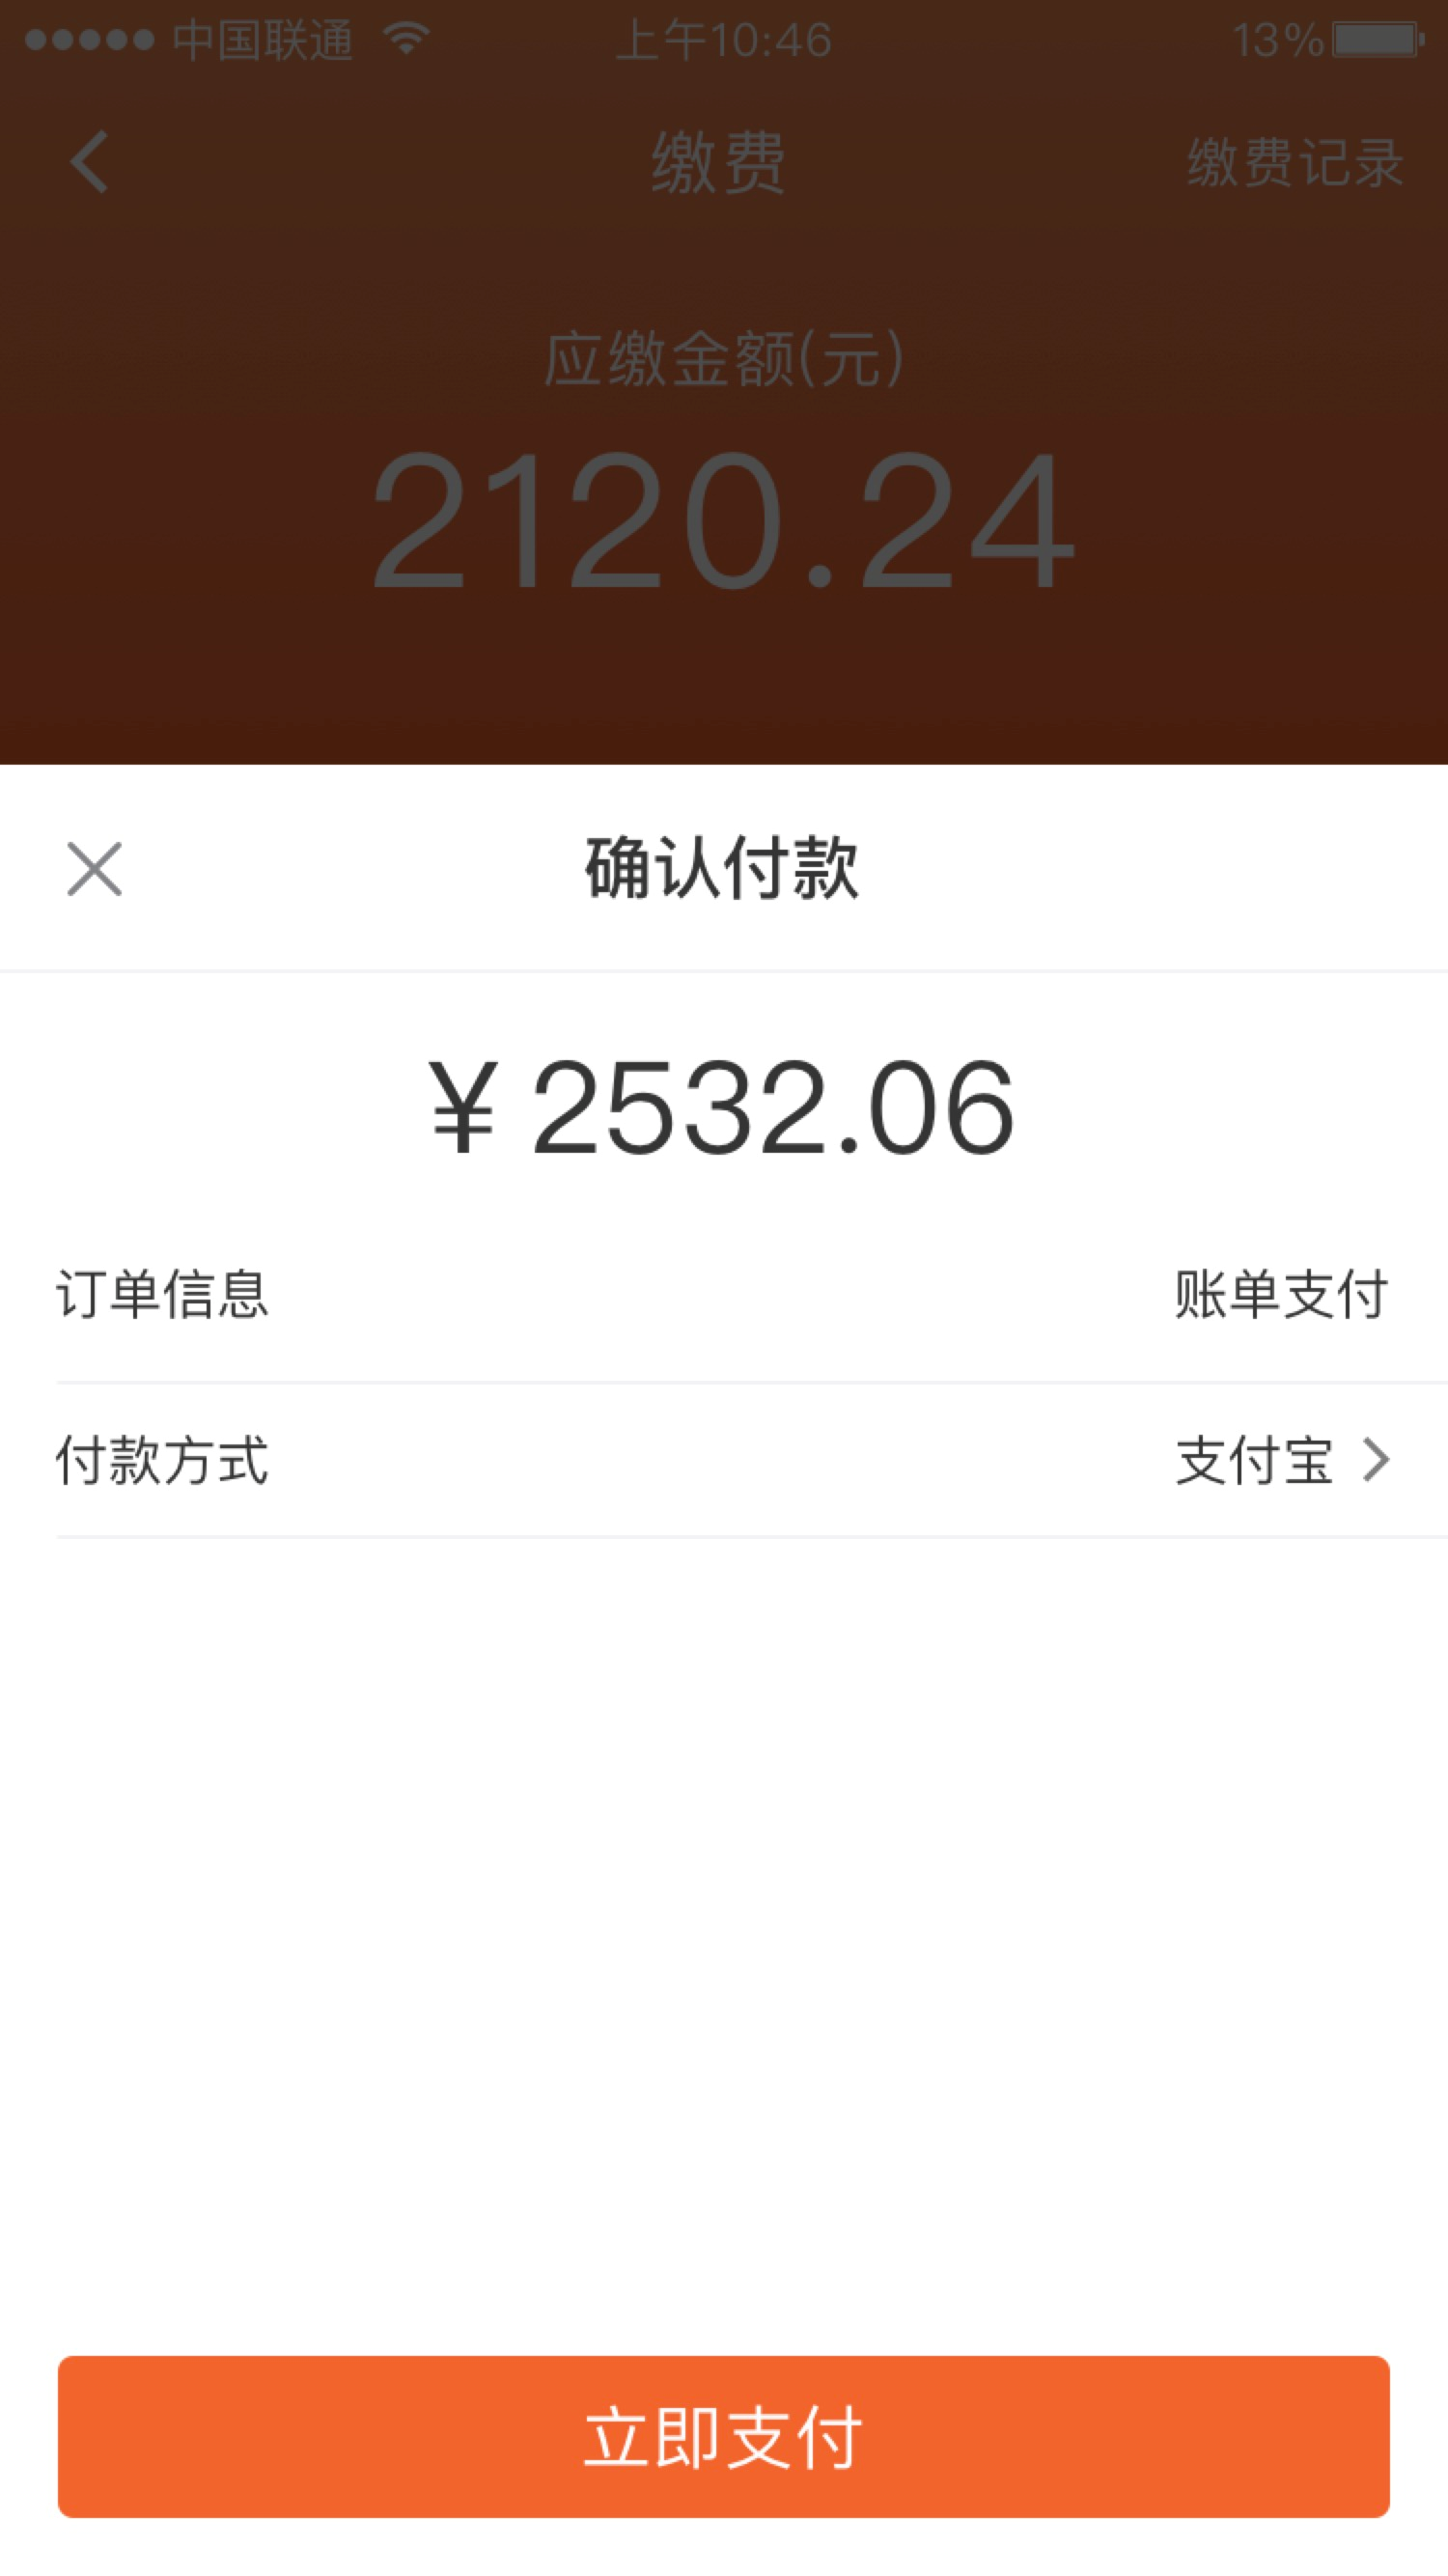 中国联通 上午10:46 13%
缴费 缴费记录
应缴金额(元)
2120.24
确认付款
¥ 2532.06
订单信息 账单支付
付款方式 支付宝
立即支付